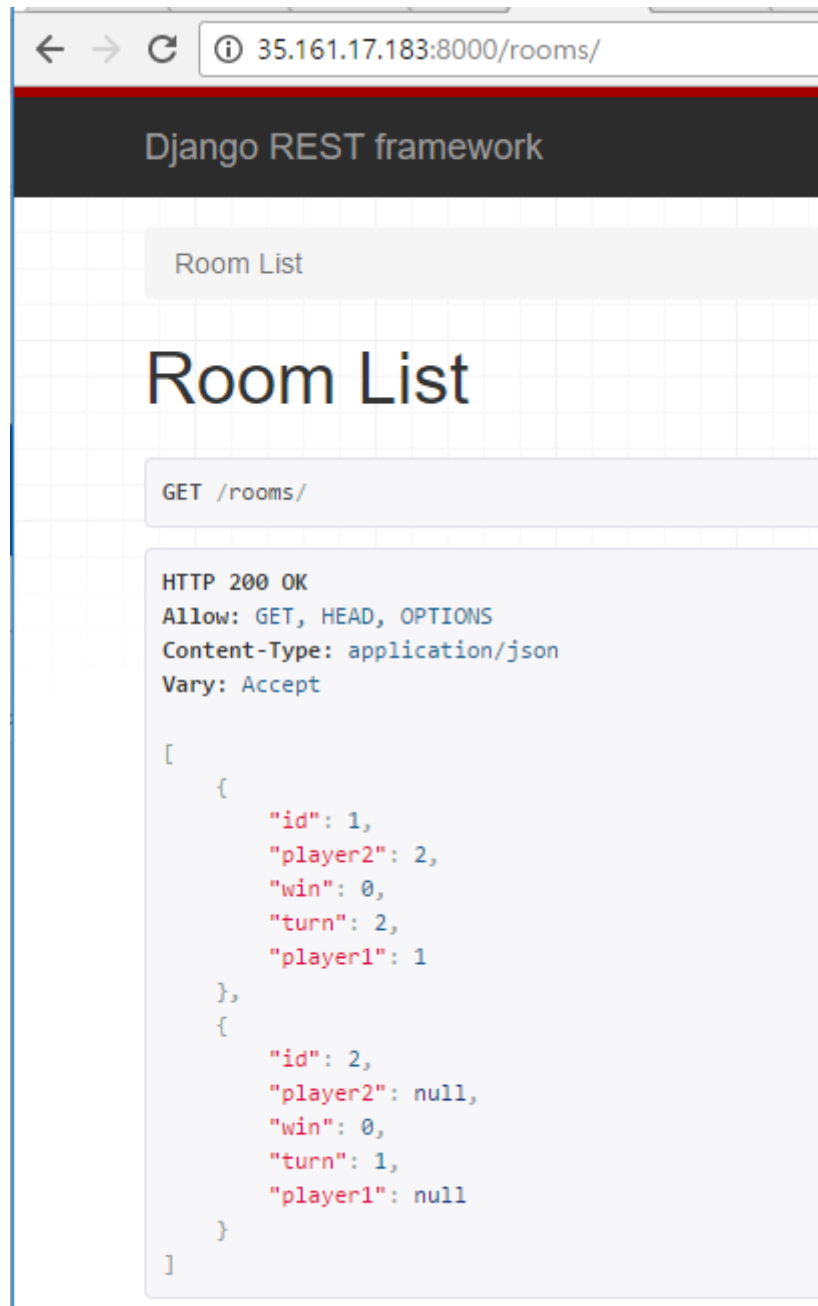 35.161.17.183:8000/rooms/
Django REST framework
Room List
Room List
GET /rooms/
HTTP 200 OK
Allow: GET, HEAD, OPTIONS
Content-Type: application/json
Vary: Accept
[
    {
        "id": 1,
        "player2": 2,
        "win": 0,
        "turn": 2,
        "player1": 1
    },
    {
        "id": 2,
        "player2": null,
        "win": 0,
        "turn": 1,
        "player1": null
    }
]